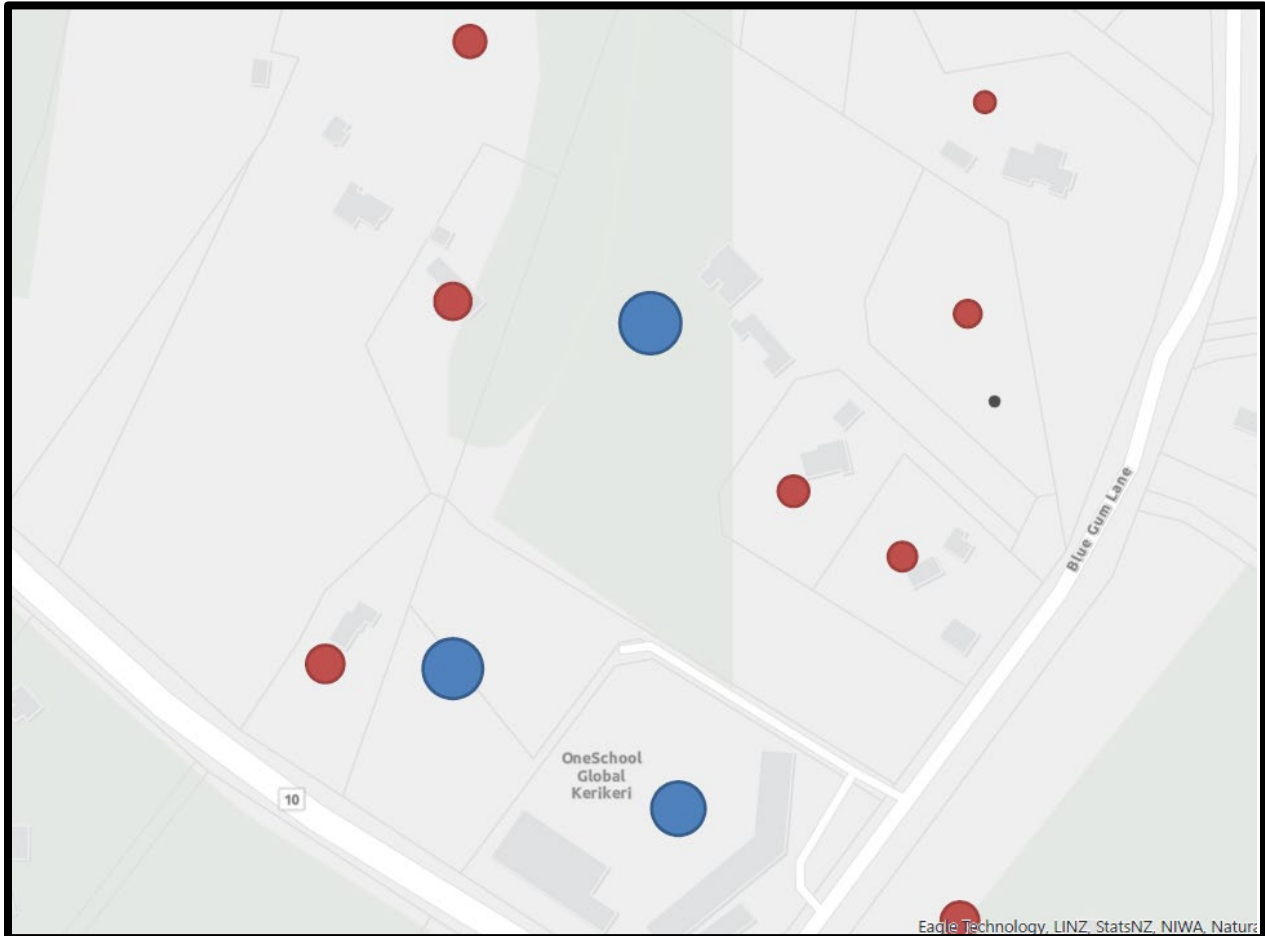 Blue Gum Lane
OneSchool
Global
Kerikeri
10
Eagle Technology, LINZ, StatsNZ, NIWA, Natura